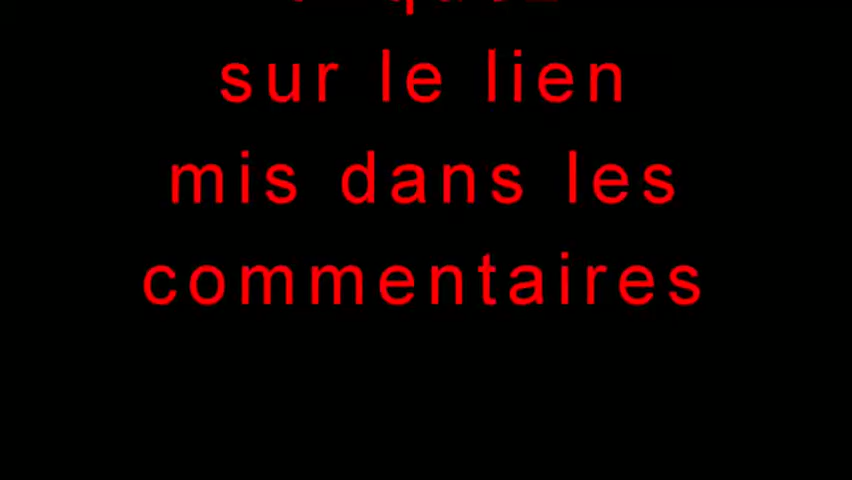 sur le lien
mis dans les
commentaires